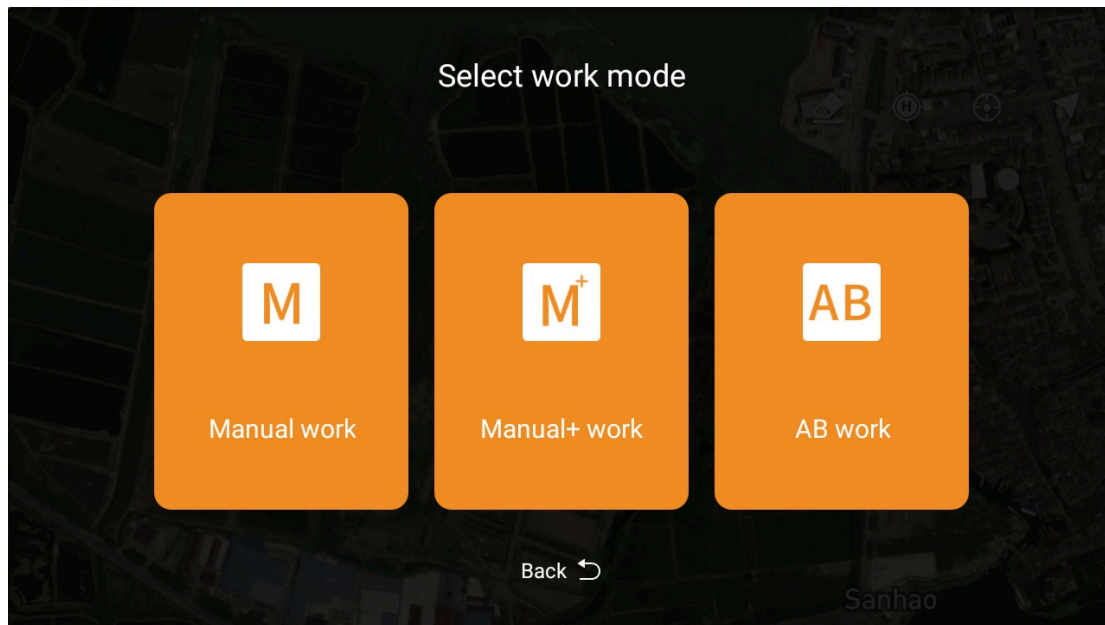 Select work mode
H
M
M+
AB
Manual work
Manual+ work
AB work
Back
Sanhao